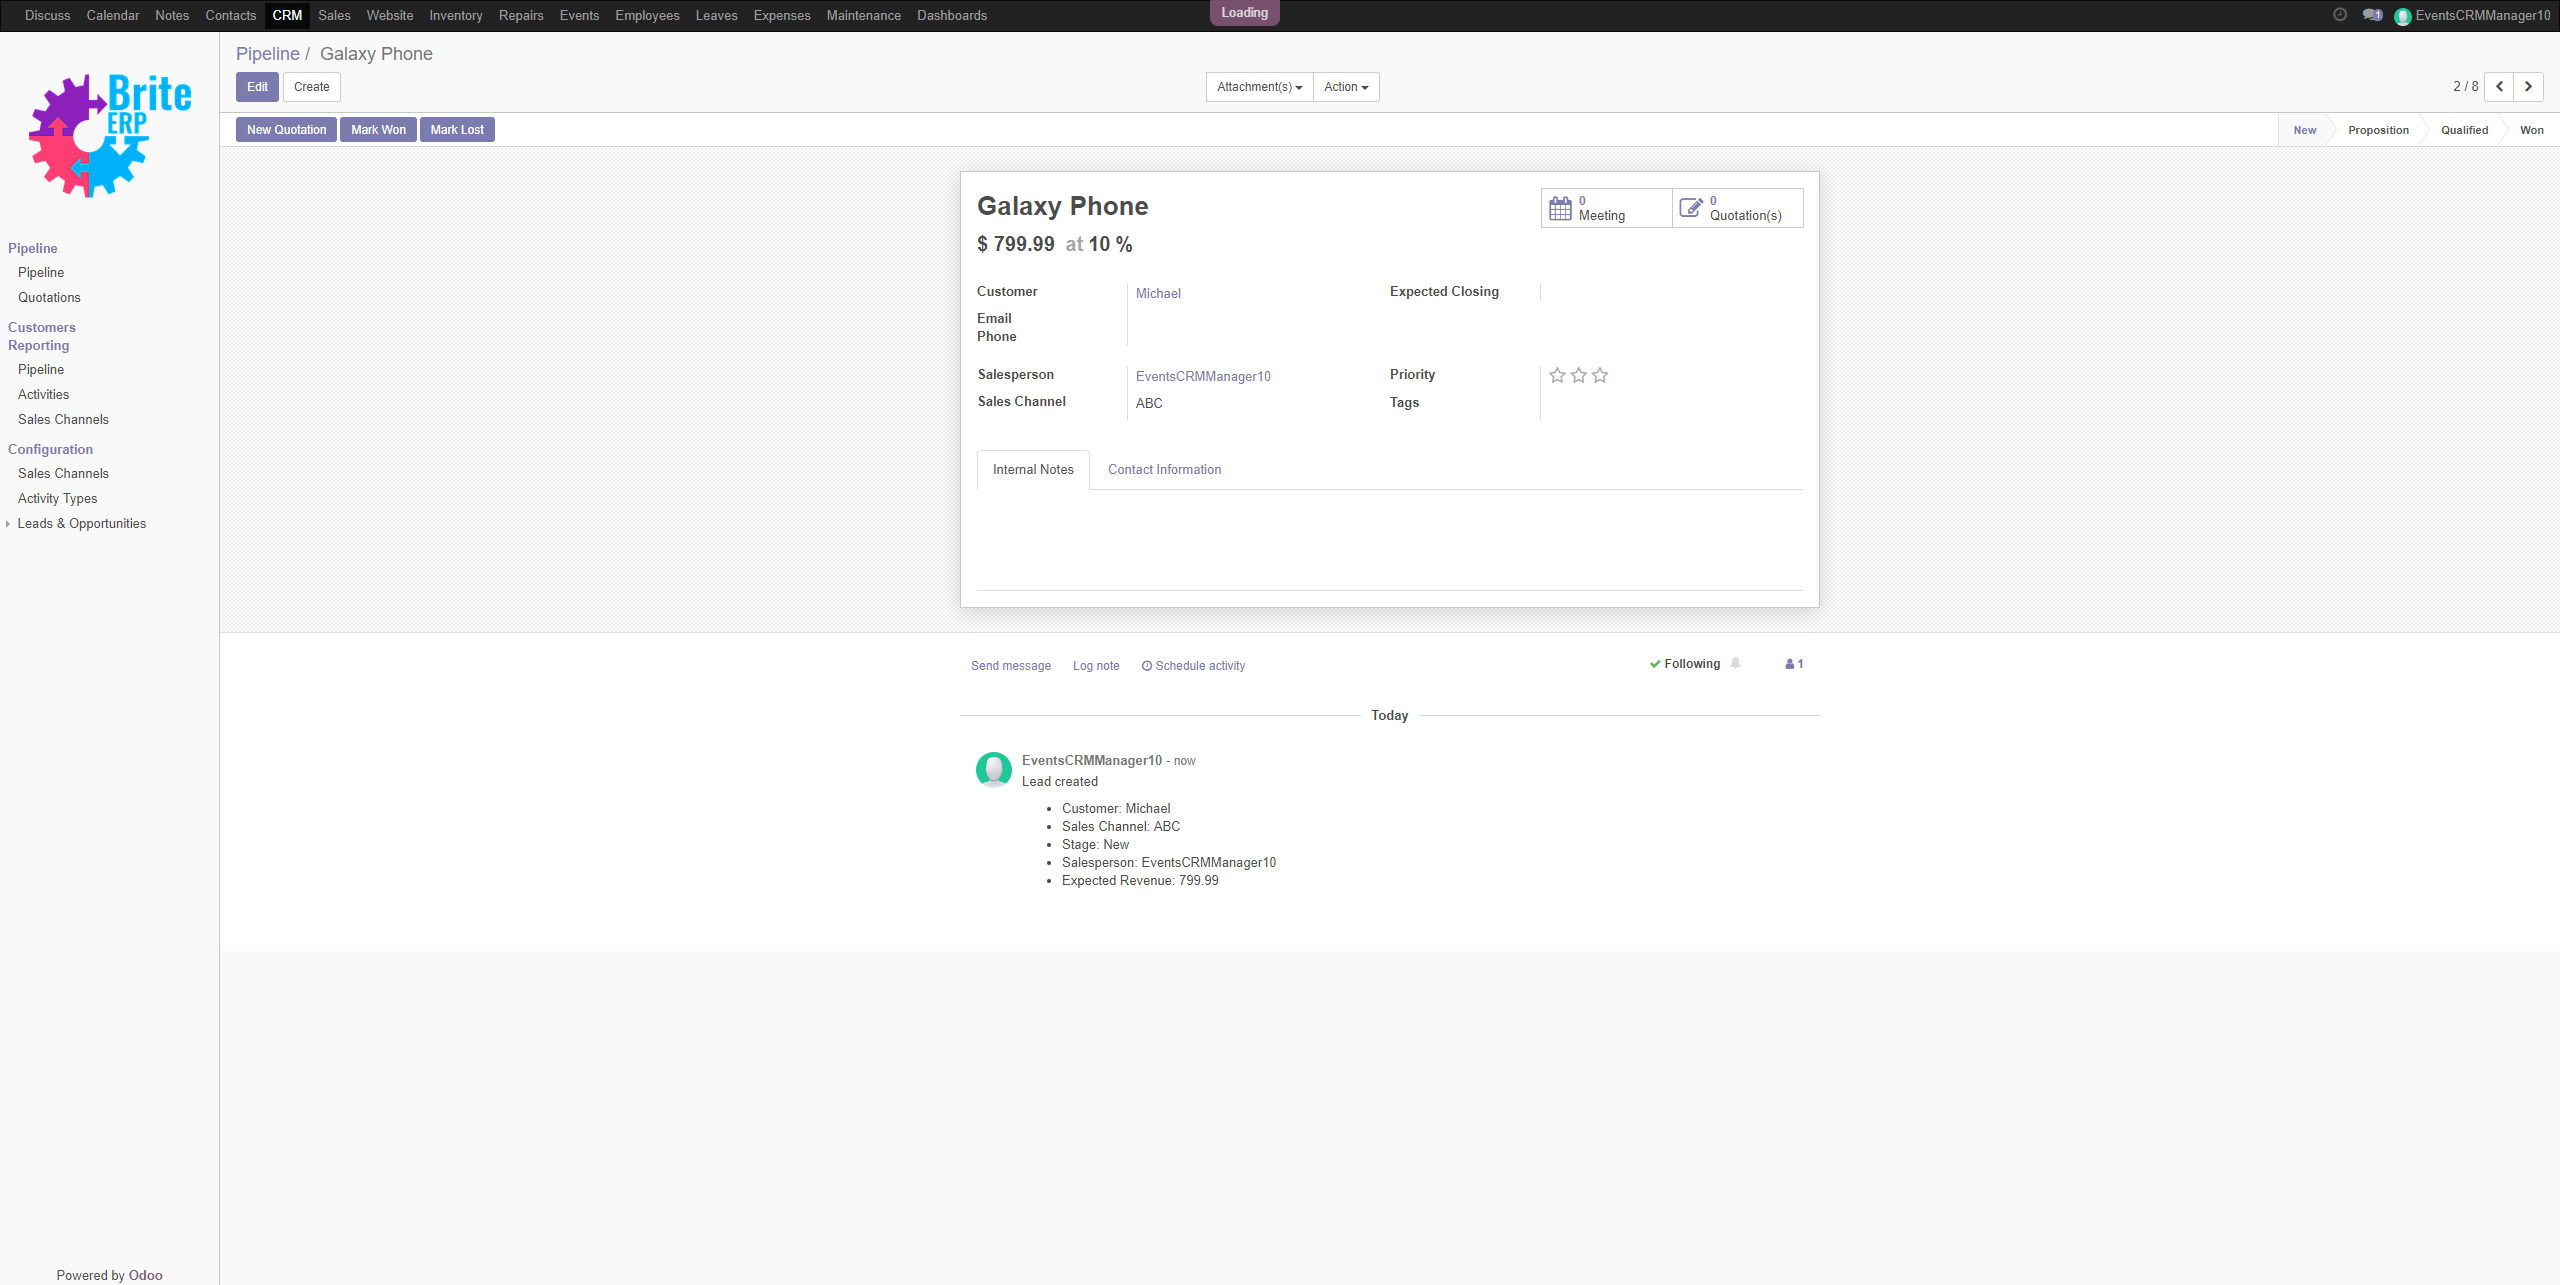 Discuss Calendar Notes Contacts CRM Sales Website Inventory Repairs Events Employees Leaves Expenses Maintenance Dashboards Loading 1 EventsCRMManager10
Brite
ERP
Pipeline / Galaxy Phone
Edit Create Attachment(s) Action 2 / 8
New Quotation Mark Won Mark Lost New Proposition Qualified Won
Pipeline
Pipeline
Quotations
Customers
Reporting
Pipeline
Activities
Sales Channels
Configuration
Sales Channels
Activity Types
Leads & Opportunities
Powered by Odoo
Galaxy Phone
0
Meeting
0
Quotation(s)
$ 799.99 at 10 %
Customer Michael Expected Closing
Email
Phone
Salesperson EventsCRMManager10 Priority
Sales Channel ABC Tags
Internal Notes Contact Information
Send message Log note Schedule activity Following 1
Today
EventsCRMManager10 - now
Lead created
• Customer: Michael
• Sales Channel: ABC
• Stage: New
• Salesperson: EventsCRMManager10
• Expected Revenue: 799.99